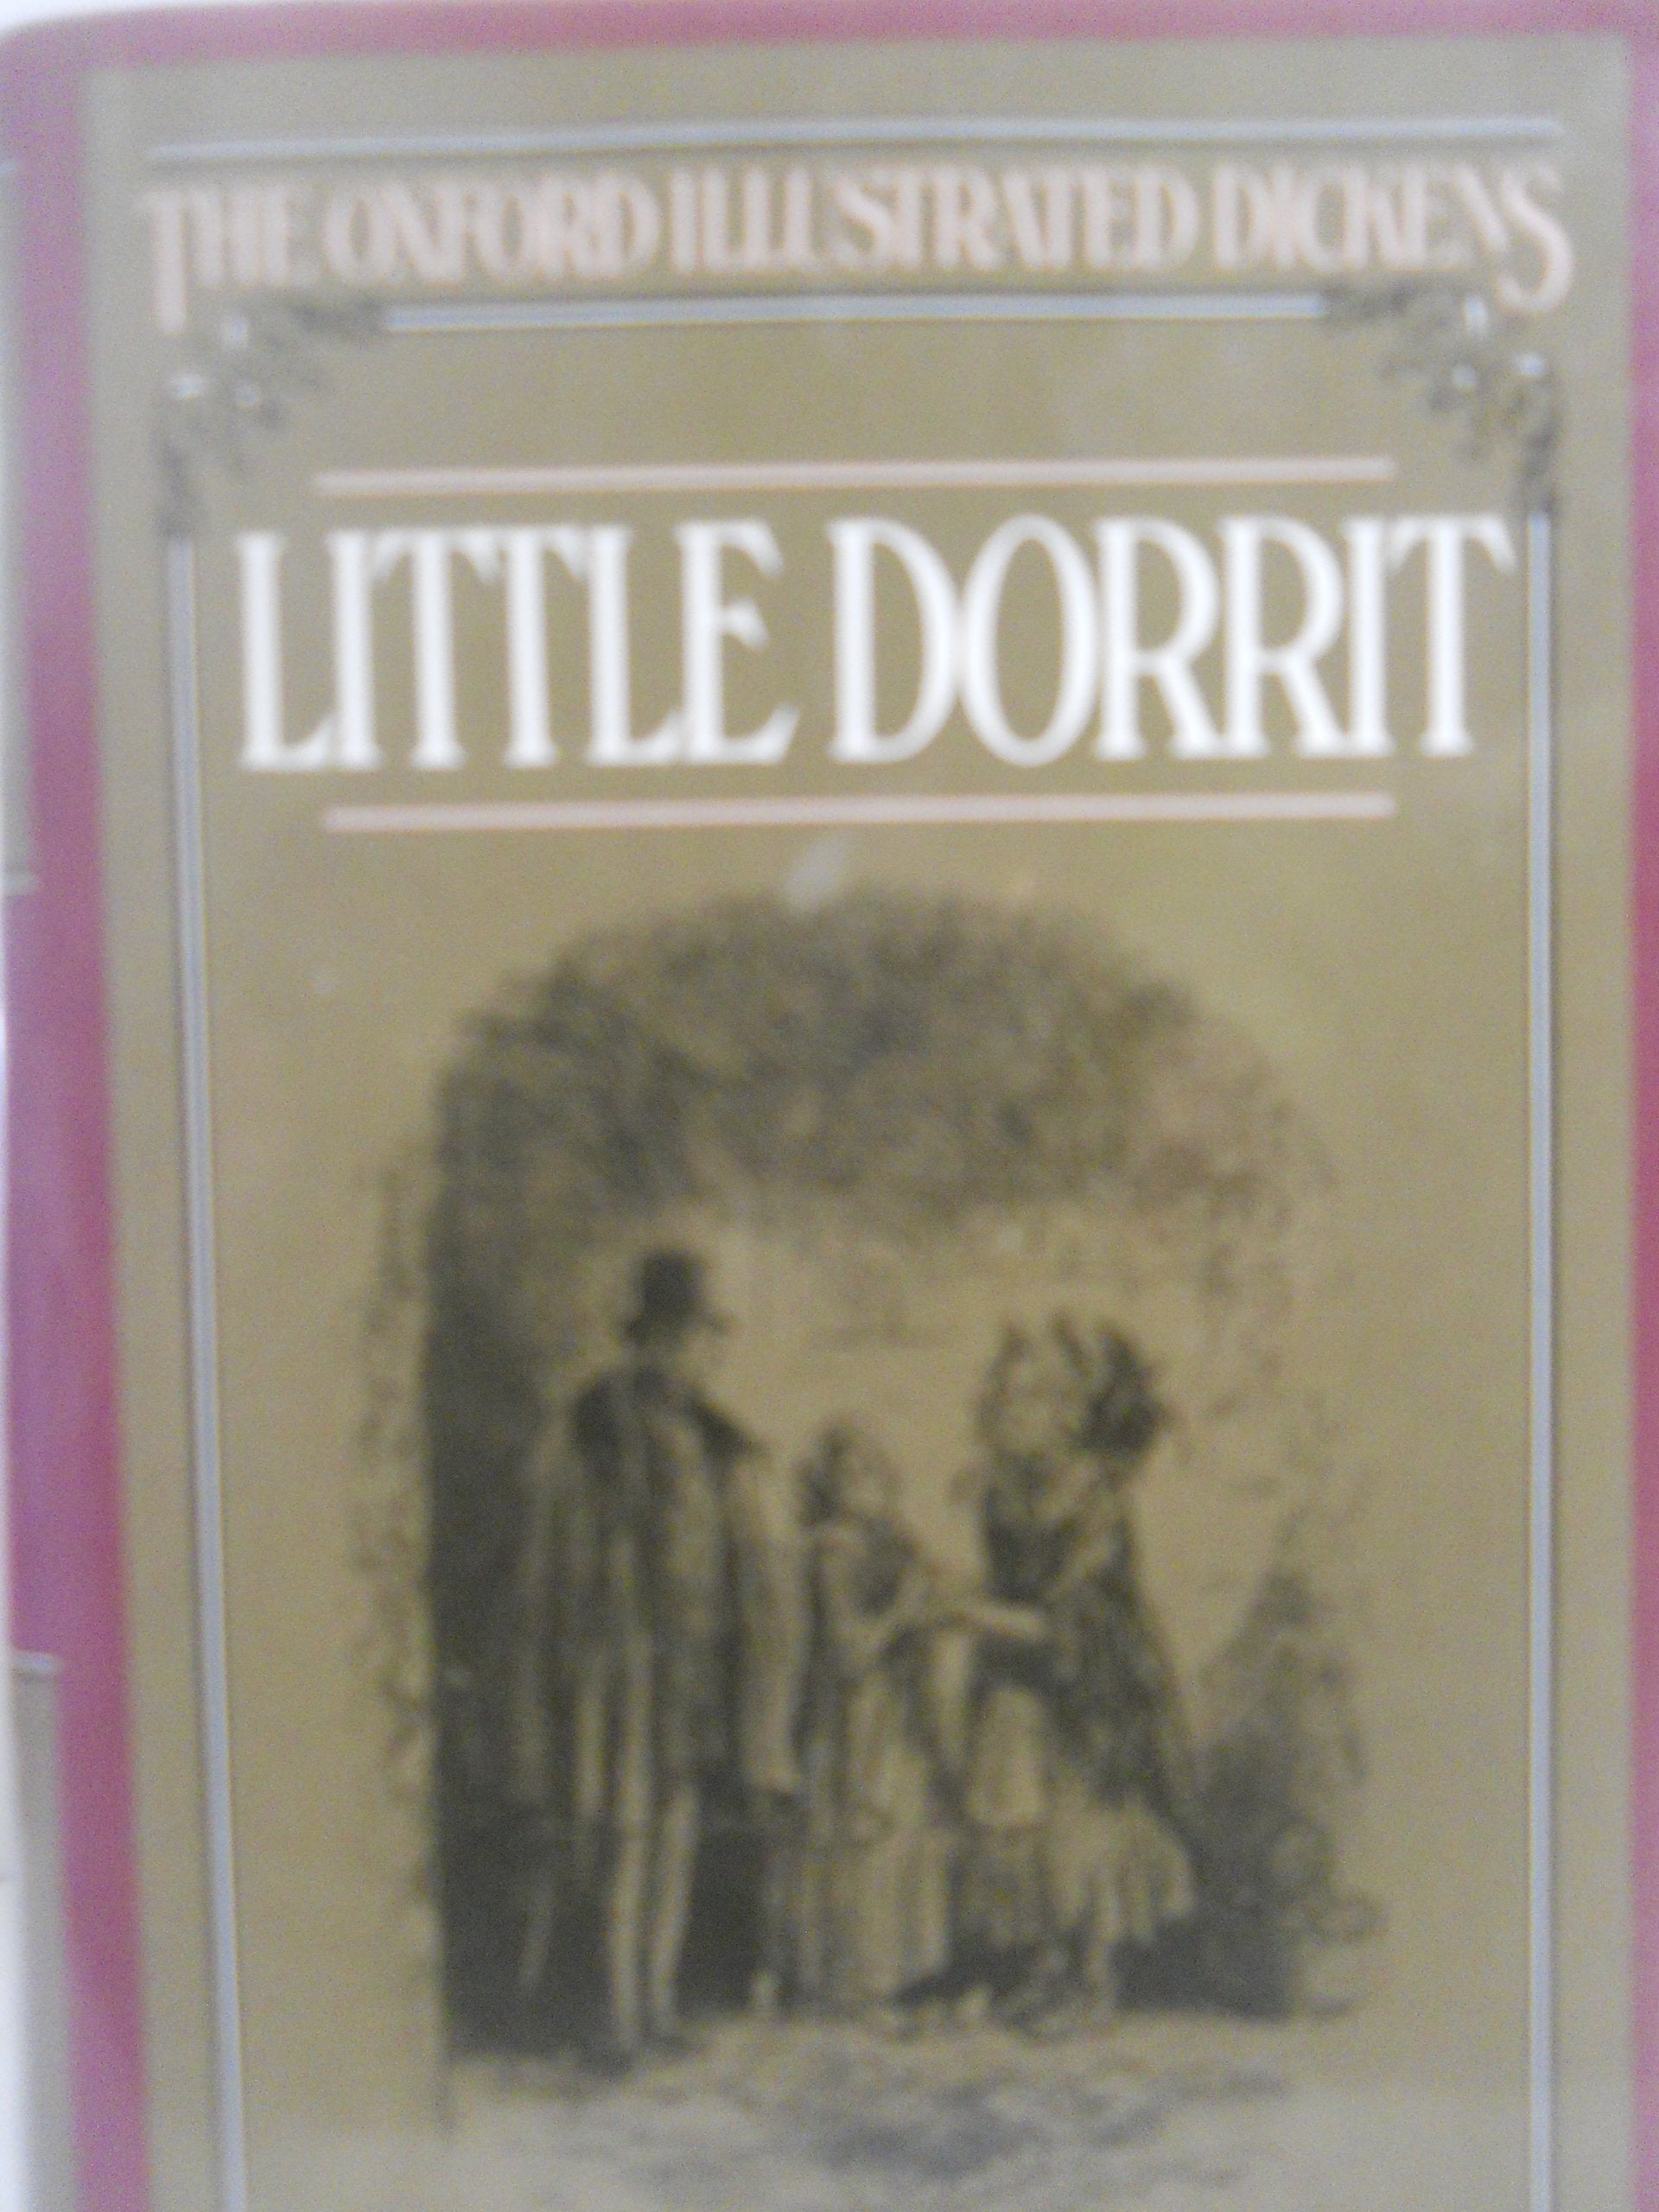 THE OXFORD ILLUSTRATED DICKENS
LITTLE DORRIT